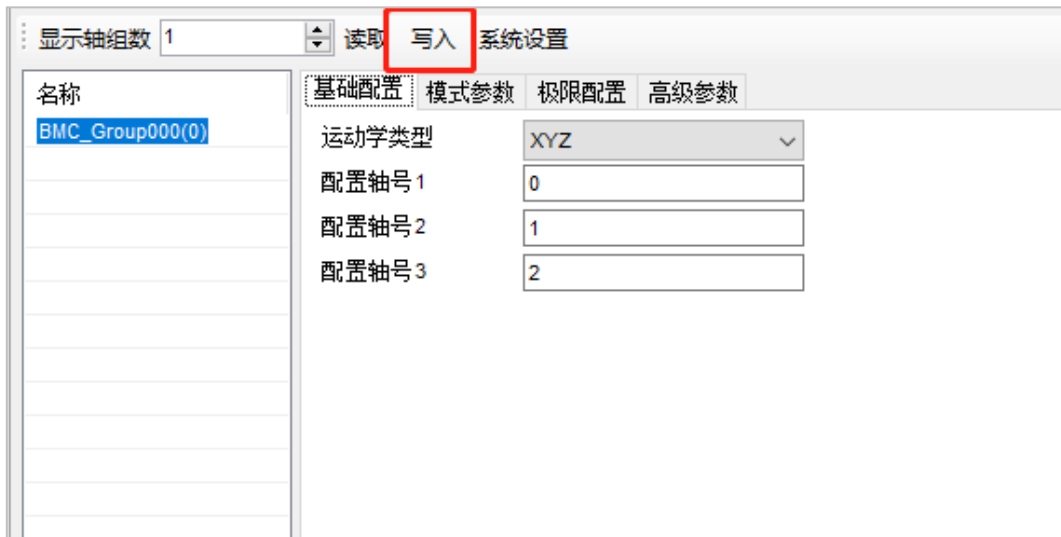 显示轴组数 1 读取 写入 系统设置
名称
BMC_Group000(0)
基础配置 模式参数 极限配置 高级参数
运动学类型 XYZ
配置轴号1 0
配置轴号2 1
配置轴号3 2